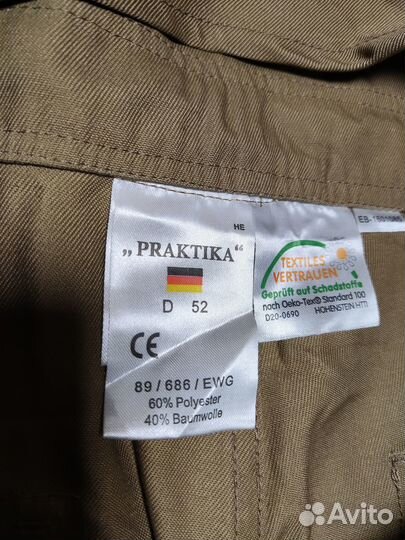 HE
„PRAKTIKA“
D 52
CE
89 / 686 / EWG
60% Polyester
40% Baumwolle
TEXTILES
VERTRAUEN
Geprüft auf Schadstoffe
nach Oeko-Tex® Standard 100
D20-0690 HOHENSTEIN HTTI
Avito